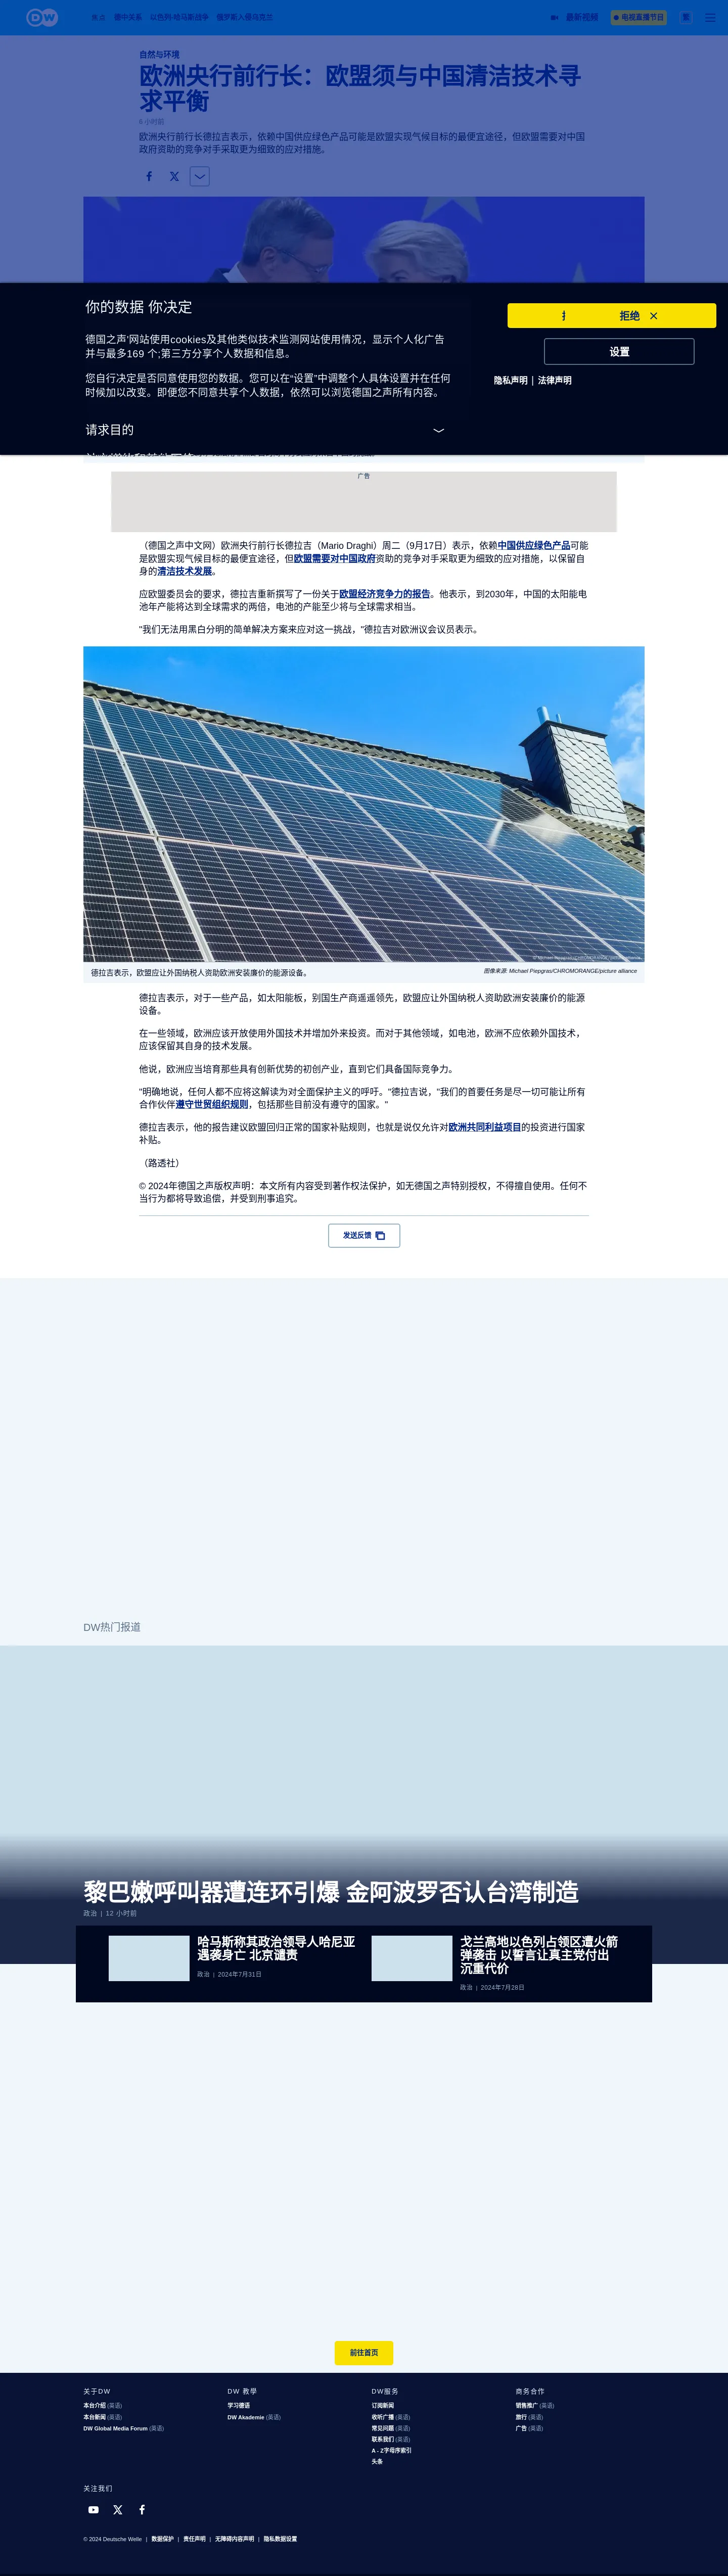 DW
重点 德中关系 以色列-哈马斯战争 俄罗斯入侵乌克兰
最新视频 电视直播节目 繁
自然与环境
欧洲央行前行长：欧盟须与中国清洁技术寻
求平衡
6 小时前
欧洲央行前行长德拉吉表示，依赖中国供应绿色产品可能是欧盟实现气候目标的最便宜途径，但欧盟需要对中国
政府资助的竞争对手采取更为细致的应对措施。
你的数据 你决定
德国之声'网站使用cookies及其他类似技术监测网站使用情况，显示个人化广告
并与最多169 个;第三方分享个人数据和信息。
您自行决定是否同意使用您的数据。您可以在“设置”中调整个人具体设置并在任何
时候加以改变。即便您不同意共享个人数据，依然可以浏览德国之声所有内容。
请求目的
拒绝
设置
隐私声明 | 法律声明
广告
（德国之声中文网）欧洲央行前行长德拉吉（Mario Draghi）周二（9月17日）表示，依赖中国供应绿色产品可能
是欧盟实现气候目标的最便宜途径，但欧盟需要对中国政府资助的竞争对手采取更为细致的应对措施，以保留自
身的清洁技术发展。
应欧盟委员会的要求，德拉吉重新撰写了一份关于欧盟经济竞争力的报告。他表示，到2030年，中国的太阳能电
池年产能将达到全球需求的两倍，电池的产能至少将与全球需求相当。
"我们无法用黑白分明的简单解决方案来应对这一挑战，"德拉吉对欧洲议会议员表示。
德拉吉表示，欧盟应让外国纳税人资助欧洲安装廉价的能源设备。
图像来源: Michael Piepgras/CHROMORANGE/picture alliance
德拉吉表示，对于一些产品，如太阳能板，别国生产商遥遥领先，欧盟应让外国纳税人资助欧洲安装廉价的能源
设备。
在一些领域，欧洲应该开放使用外国技术并增加外来投资。而对于其他领域，如电池，欧洲不应依赖外国技术，
应该保留其自身的技术发展。
他说，欧洲应当培育那些具有创新优势的初创产业，直到它们具备国际竞争力。
"明确地说，任何人都不应将这解读为对全面保护主义的呼吁。"德拉吉说，"我们的首要任务是尽一切可能让所有
合作伙伴遵守世贸组织规则，包括那些目前没有遵守的国家。"
德拉吉表示，他的报告建议欧盟回归正常的国家补贴规则，也就是说仅允许对欧洲共同利益项目的投资进行国家
补贴。
（路透社）
© 2024年德国之声版权声明：本文所有内容受到著作权法保护，如无德国之声特别授权，不得擅自使用。任何不
当行为都将导致追偿，并受到刑事追究。
发送反馈
DW热门报道
黎巴嫩呼叫器遭连环引爆 金阿波罗否认台湾制造
政治 | 12 小时前
哈马斯称其政治领导人哈尼亚
遇袭身亡 北京谴责
政治 | 2024年7月31日
戈兰高地以色列占领区遭火箭
弹袭击 以誓言让真主党付出
沉重代价
政治 | 2024年7月28日
前往首页
关于DW
本台介绍 (英语)
本台新闻 (英语)
DW Global Media Forum (英语)
DW 教學
学习德语
DW Akademie (英语)
DW服务
订阅新闻
收听广播 (英语)
常见问题 (英语)
联系我们 (英语)
A - Z字母序索引
头条
商务合作
销售推广 (英语)
旅行 (英语)
广告 (英语)
关注我们
© 2024 Deutsche Welle | 数据保护 | 责任声明 | 无障碍内容声明 | 隐私数据设置